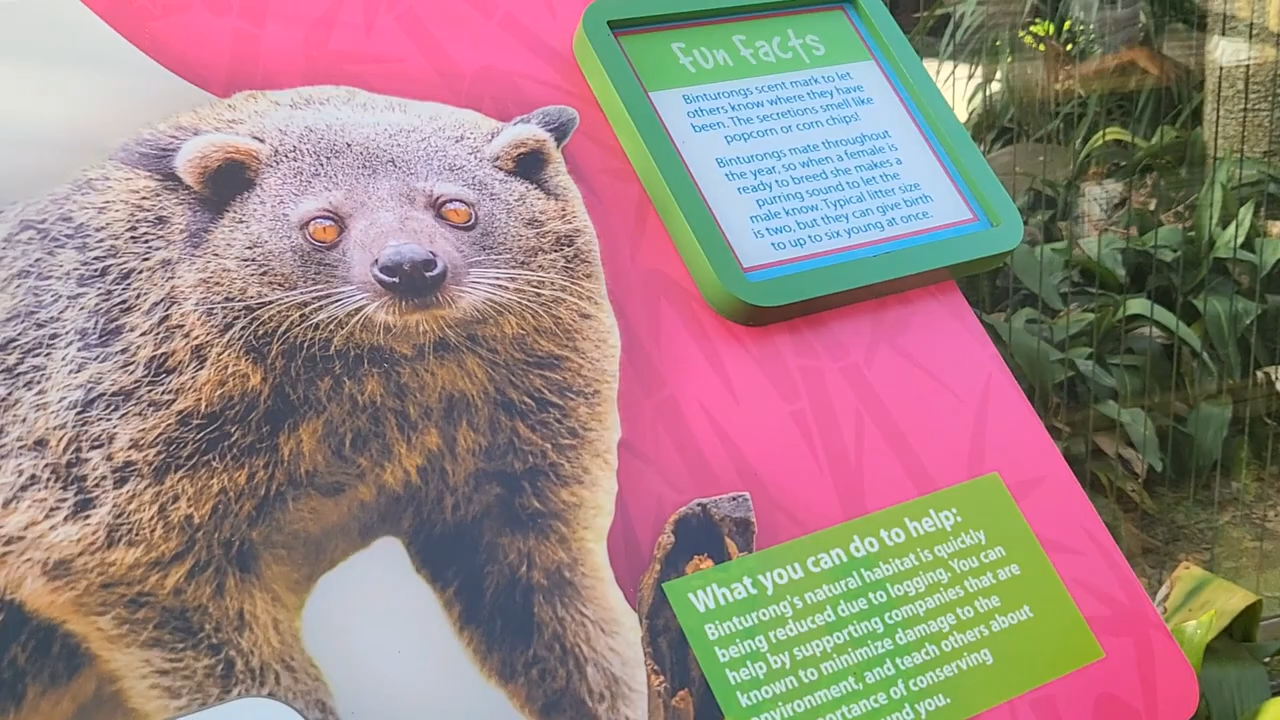 Fun Facts
Binturongs scent mark to let
others know where they have
been. The secretions smell like
popcorn or corn chips!
Binturongs mate throughout
the year, so when a female is
ready to breed she makes a
purring sound to let the
male know. Typical litter size
is two, but they can give birth
to up to six young at once.
What you can do to help:
Binturong's natural habitat is quickly
being reduced due to logging. You can
help by supporting companies that are
known to minimize damage to the
environment, and teach others about
of conserving
you.